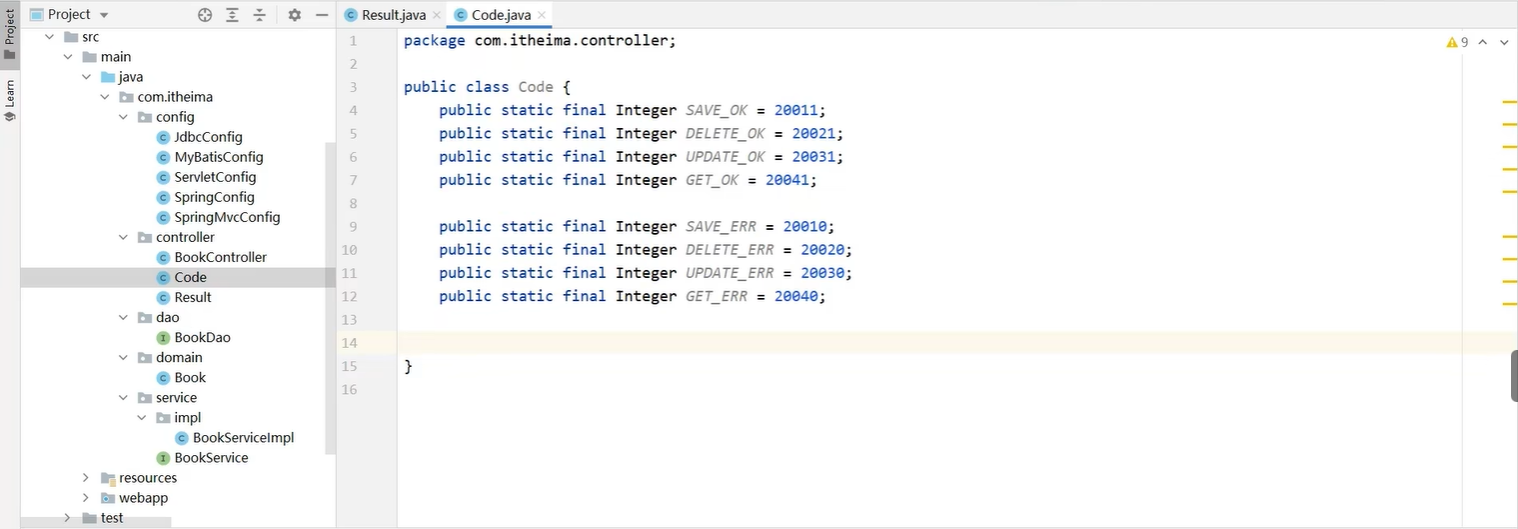 Project
Result.java
Code.java
Project
Learn
src
main
java
com.itheima
config
JdbcConfig
MyBatisConfig
ServletConfig
SpringConfig
SpringMvcConfig
controller
BookController
Code
Result
dao
BookDao
domain
Book
service
impl
BookServiceImpl
BookService
resources
webapp
test
9
1 package com.itheima.controller;
2
3 public class Code {
4 public static final Integer SAVE_OK = 20011;
5 public static final Integer DELETE_OK = 20021;
6 public static final Integer UPDATE_OK = 20031;
7 public static final Integer GET_OK = 20041;
8
9 public static final Integer SAVE_ERR = 20010;
10 public static final Integer DELETE_ERR = 20020;
11 public static final Integer UPDATE_ERR = 20030;
12 public static final Integer GET_ERR = 20040;
13
14
15 }
16